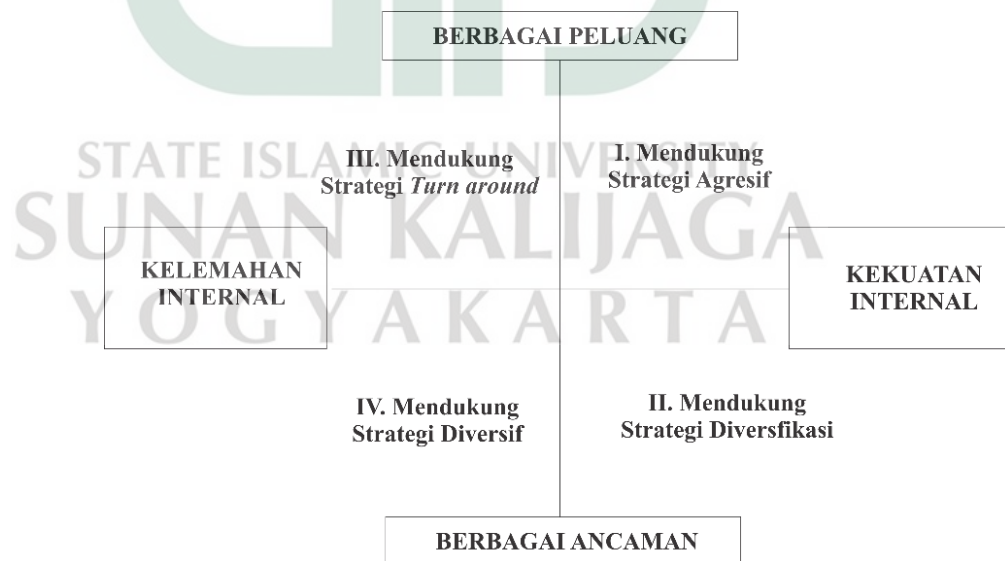 BERBAGAI PELUANG
III. Mendukung
Strategi Turn around
I. Mendukung
Strategi Agresif
STATE ISLAMIC UNIVERSITY
SUNAN KALIJAGA
YOGYAKARTA
KELEMAHAN
INTERNAL
KEKUATAN
INTERNAL
IV. Mendukung
Strategi Diversif
II. Mendukung
Strategi Diversfikasi
BERBAGAI ANCAMAN